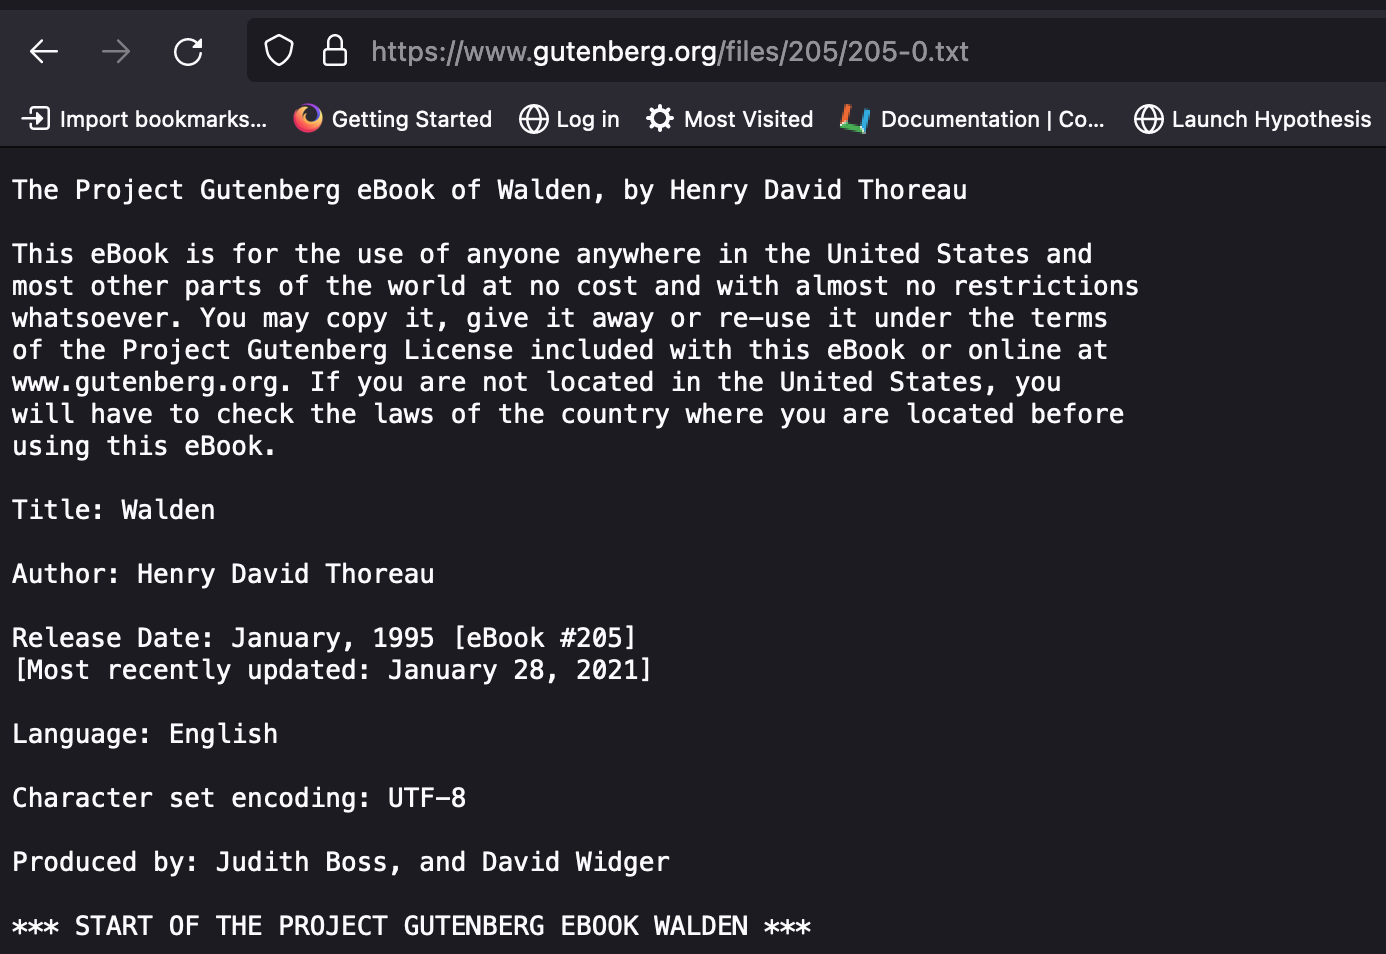 https://www.gutenberg.org/files/205/205-0.txt
Import bookmarks... Getting Started Log in Most Visited Documentation | Co... Launch Hypothesis
The Project Gutenberg eBook of Walden, by Henry David Thoreau
This eBook is for the use of anyone anywhere in the United States and
most other parts of the world at no cost and with almost no restrictions
whatsoever. You may copy it, give it away or re-use it under the terms
of the Project Gutenberg License included with this eBook or online at
www.gutenberg.org. If you are not located in the United States, you
will have to check the laws of the country where you are located before
using this eBook.
Title: Walden
Author: Henry David Thoreau
Release Date: January, 1995 [eBook #205]
[Most recently updated: January 28, 2021]
Language: English
Character set encoding: UTF-8
Produced by: Judith Boss, and David Widger
*** START OF THE PROJECT GUTENBERG EBOOK WALDEN ***